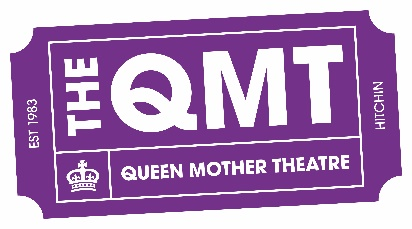 EST 1983
THE
QMT
QUEEN MOTHER THEATRE
HITCHIN